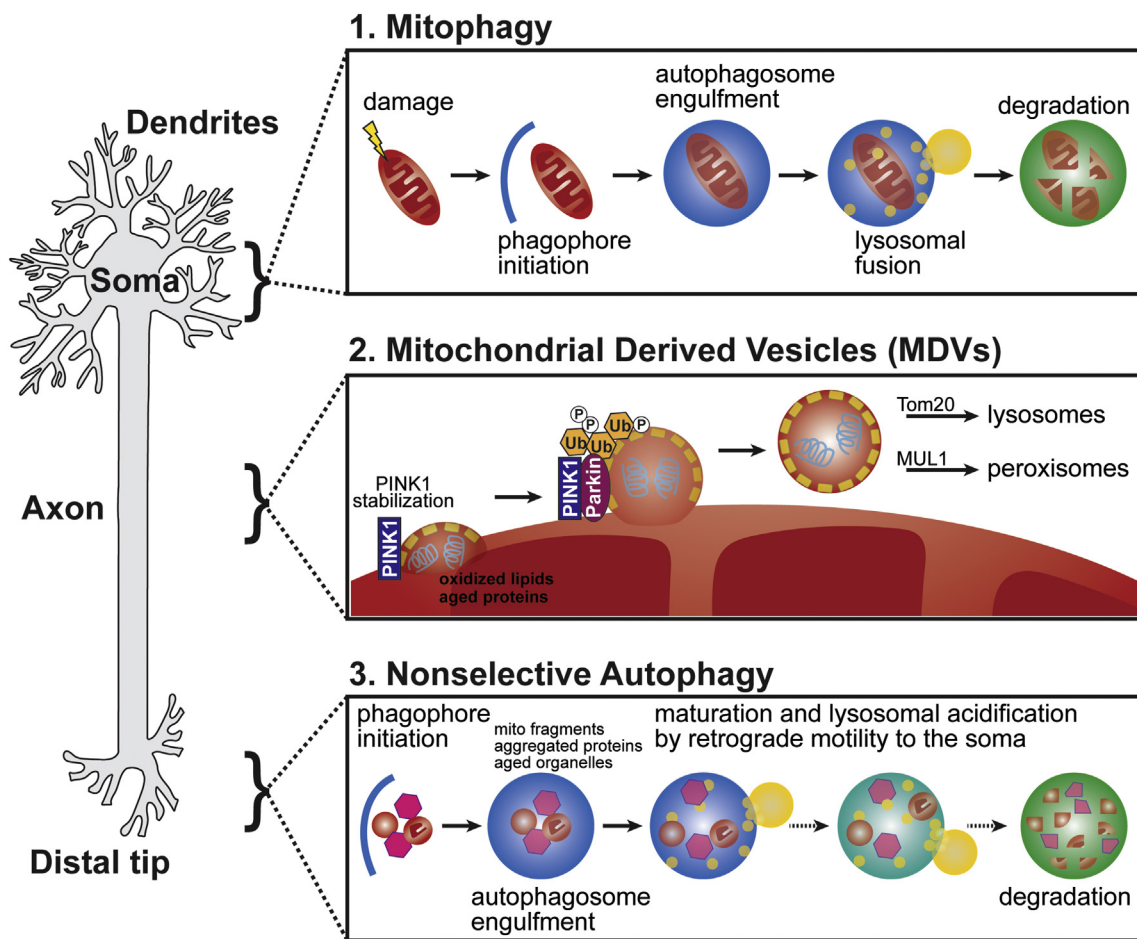 1. Mitophagy
damage
phagophore
initiation
autophagosome
engulfment
lysosomal
fusion
degradation
Dendrites
Soma
Axon
Distal tip
2. Mitochondrial Derived Vesicles (MDVs)
PINK1
stabilization
PINK1
oxidized lipids
aged proteins
P
P
P
Ub
Ub
Ub
PINK1
Parkin
Tom20
lysosomes
MUL1
peroxisomes
3. Nonselective Autophagy
phagophore
initiation
mito fragments
aggregated proteins
aged organelles
autophagosome
engulfment
maturation and lysosomal acidification
by retrograde motility to the soma
degradation